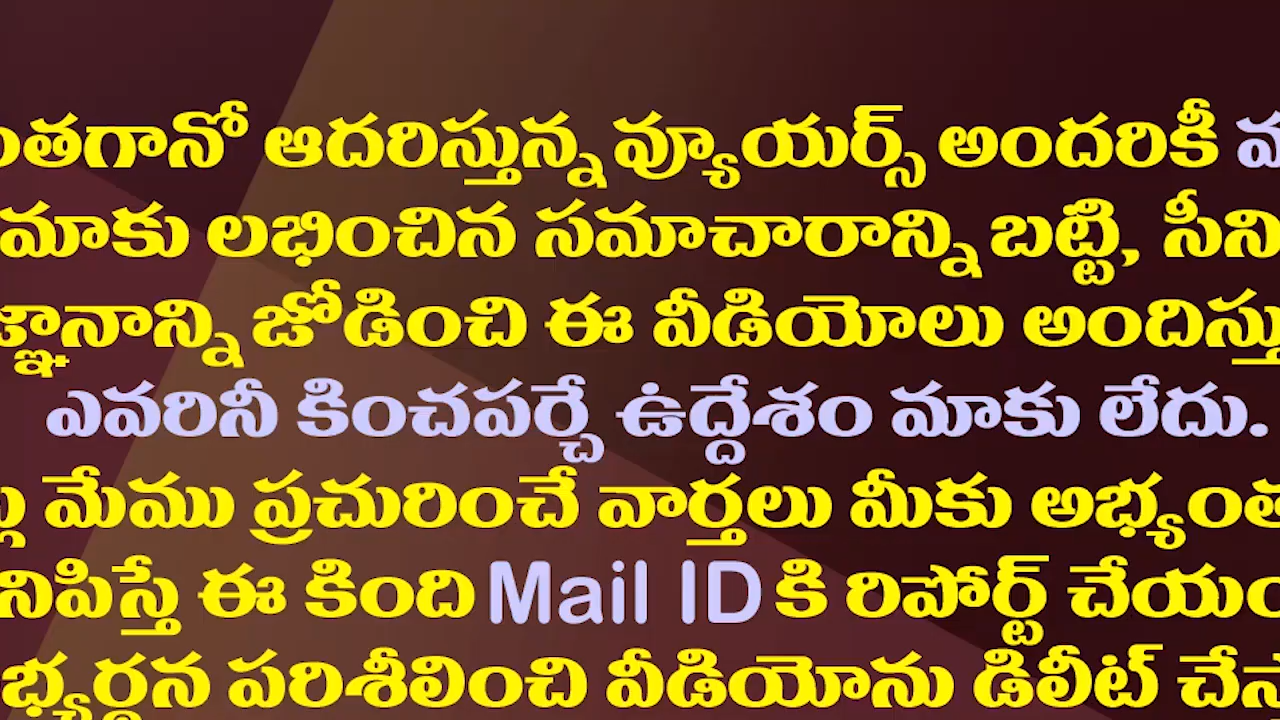 ంతగానో ఆదరిస్తున్న వ్యూయర్స్ అందరికీ
మాకు లభించిన సమాచారాన్ని బట్టి, సీని
జ్ఞానాన్ని జోడించి ఈ వీడియోలు అందిస్తు
ఎవరినీ కించపర్చే ఉద్దేశం మాకు లేదు.
మేము ప్రచురించే వార్తలు మీకు అభ్యంత
నిపిస్తే ఈ కింది Mail ID కి రిపోర్ట్ చేయం
భ్యర్థన పరిశీలించి వీడియోను డిలీట్ చేస